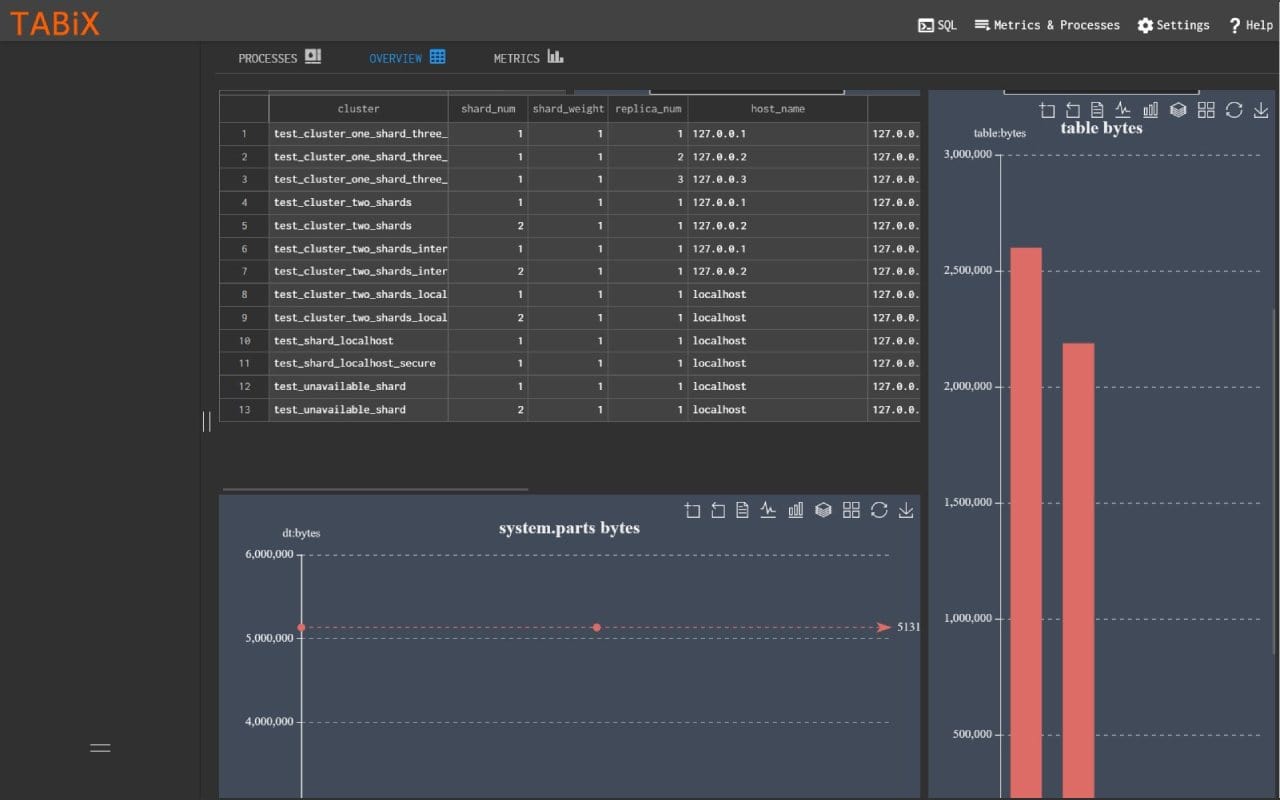 TABiX
SQL Metrics & Processes Settings Help
PROCESSES OVERVIEW METRICS
cluster shard_num shard_weight replica_num host_name
1 test_cluster_one_shard_three_ 1 1 1 127.0.0.1 127.0.0.
2 test_cluster_one_shard_three_ 1 1 2 127.0.0.2 127.0.0.
3 test_cluster_one_shard_three_ 1 1 3 127.0.0.3 127.0.0.
4 test_cluster_two_shards 1 1 1 127.0.0.1 127.0.0.
5 test_cluster_two_shards 2 1 1 127.0.0.2 127.0.0.
6 test_cluster_two_shards_inter 1 1 1 127.0.0.1 127.0.0.
7 test_cluster_two_shards_inter 2 1 1 127.0.0.2 127.0.0.
8 test_cluster_two_shards_local 1 1 1 localhost 127.0.0.
9 test_cluster_two_shards_local 2 1 1 localhost 127.0.0.
10 test_shard_localhost 1 1 1 localhost 127.0.0.
11 test_shard_localhost_secure 1 1 1 localhost 127.0.0.
12 test_unavailable_shard 1 1 1 localhost 127.0.0.
13 test_unavailable_shard 2 1 1 localhost 127.0.0.
system.parts bytes
dt:bytes
6,000,000
5131
5,000,000
4,000,000
table bytes
table:bytes
3,000,000
2,500,000
2,000,000
1,500,000
1,000,000
500,000